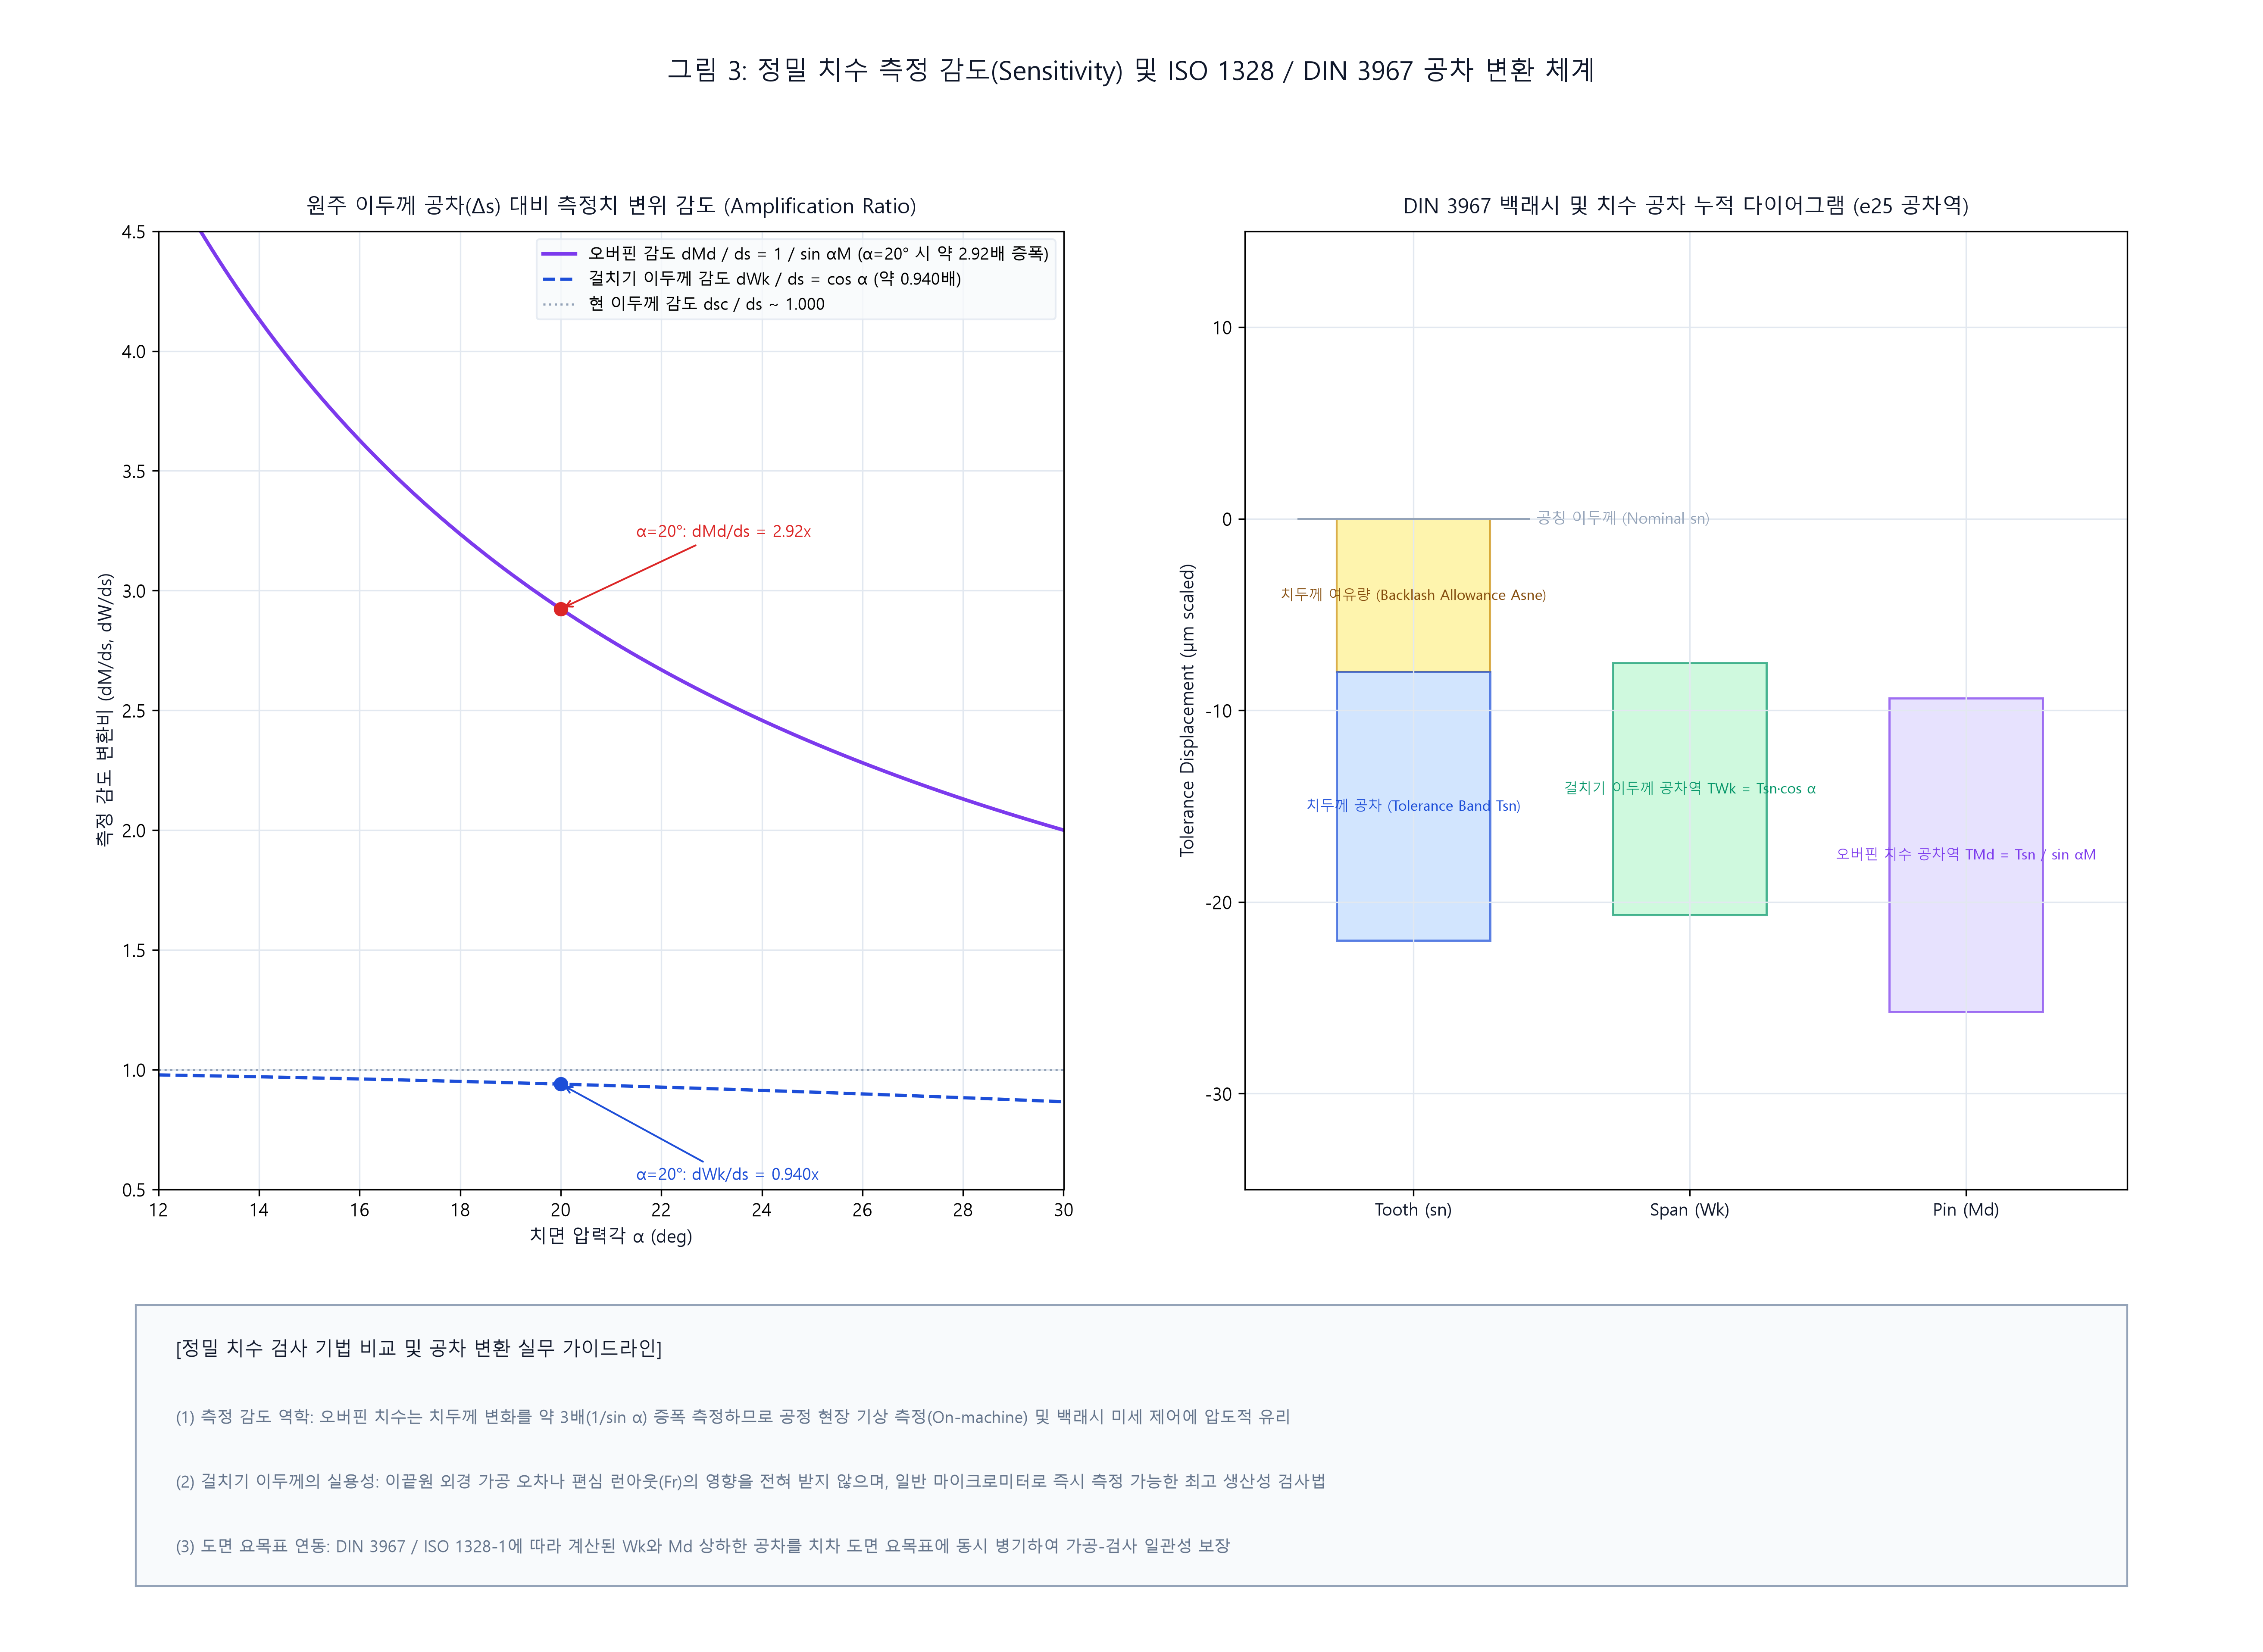 그림 3: 정밀 치수 측정 감도(Sensitivity) 및 ISO 1328 / DIN 3967 공차 변환 체계
원주 이두께 공차(Δs) 대비 측정치 변위 감도 (Amplification Ratio)
4.5
4.0
3.5
3.0
2.5
2.0
1.5
1.0
0.5
측정 감도 변환비 (dM/ds, dW/ds)
오버핀 감도 dMd / ds = 1 / sin αM (α=20° 시 약 2.92배 증폭)
걸치기 이두께 감도 dWk / ds = cos α (약 0.940배)
현 이두께 감도 dsc / ds ~ 1.000
α=20°: dMd/ds = 2.92x
α=20°: dWk/ds = 0.940x
12 14 16 18 20 22 24 26 28 30
치면 압력각 α (deg)
DIN 3967 백래시 및 치수 공차 누적 다이어그램 (e25 공차역)
10
0
-10
-20
-30
Tolerance Displacement (μm scaled)
공칭 이두께 (Nominal sn)
치두께 여유량 (Backlash Allowance Asne)
치두께 공차 (Tolerance Band Tsn)
걸치기 이두께 공차역 TWk = Tsn·cos α
오버핀 치수 공차역 TMd = Tsn / sin αM
Tooth (sn) Span (Wk) Pin (Md)
[정밀 치수 검사 기법 비교 및 공차 변환 실무 가이드라인]
(1) 측정 감도 역학: 오버핀 치수는 치두께 변화를 약 3배(1/sin α) 증폭 측정하므로 공정 현장 기상 측정(On-machine) 및 백래시 미세 제어에 압도적 유리
(2) 걸치기 이두께의 실용성: 이끝원 외경 가공 오차나 편심 런아웃(Fr)의 영향을 전혀 받지 않으며, 일반 마이크로미터로 즉시 측정 가능한 최고 생산성 검사법
(3) 도면 요목표 연동: DIN 3967 / ISO 1328-1에 따라 계산된 Wk와 Md 상하한 공차를 치차 도면 요목표에 동시 병기하여 가공-검사 일관성 보장